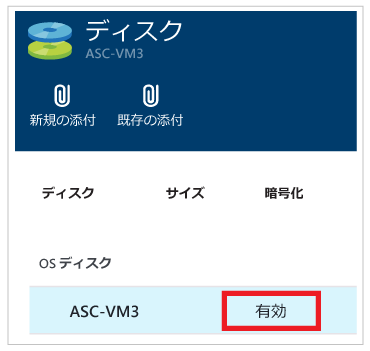 ディスク
ASC-VM3
新規の添付 既存の添付
ディスク サイズ 暗号化
OS ディスク
ASC-VM3 有効